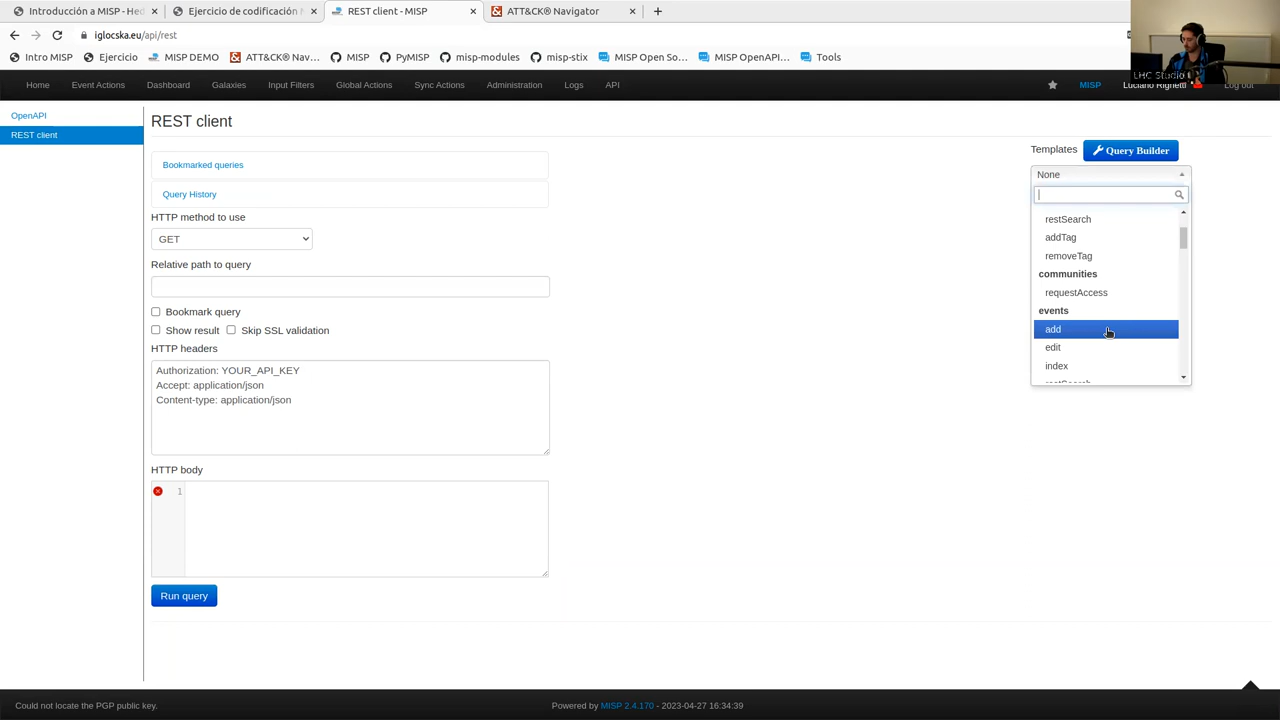 Introducción a MISP - Hed
Ejercicio de codificación M
REST client - MISP
ATT&CK® Navigator
iglocska.eu/api/rest
Intro MISP
Ejercicio
MISP DEMO
ATT&CK® Nav...
MISP
PyMISP
misp-modules
misp-stix
MISP Open So...
MISP OpenAPI...
Tools
LHC Studio
Home
Event Actions
Dashboard
Galaxies
Input Filters
Global Actions
Sync Actions
Administration
Logs
API
MISP
Luciano Righetti
Log out
OpenAPI
REST client
REST client
Bookmarked queries
Query History
HTTP method to use
GET
Relative path to query
Bookmark query
Show result
Skip SSL validation
HTTP headers
Authorization: YOUR_API_KEY
Accept: application/json
Content-type: application/json
HTTP body
1
Run query
Templates
Query Builder
None
restSearch
addTag
removeTag
communities
requestAccess
events
add
edit
index
restSearch
Could not locate the PGP public key.
Powered by MISP 2.4.170 - 2023-04-27 16:34:39